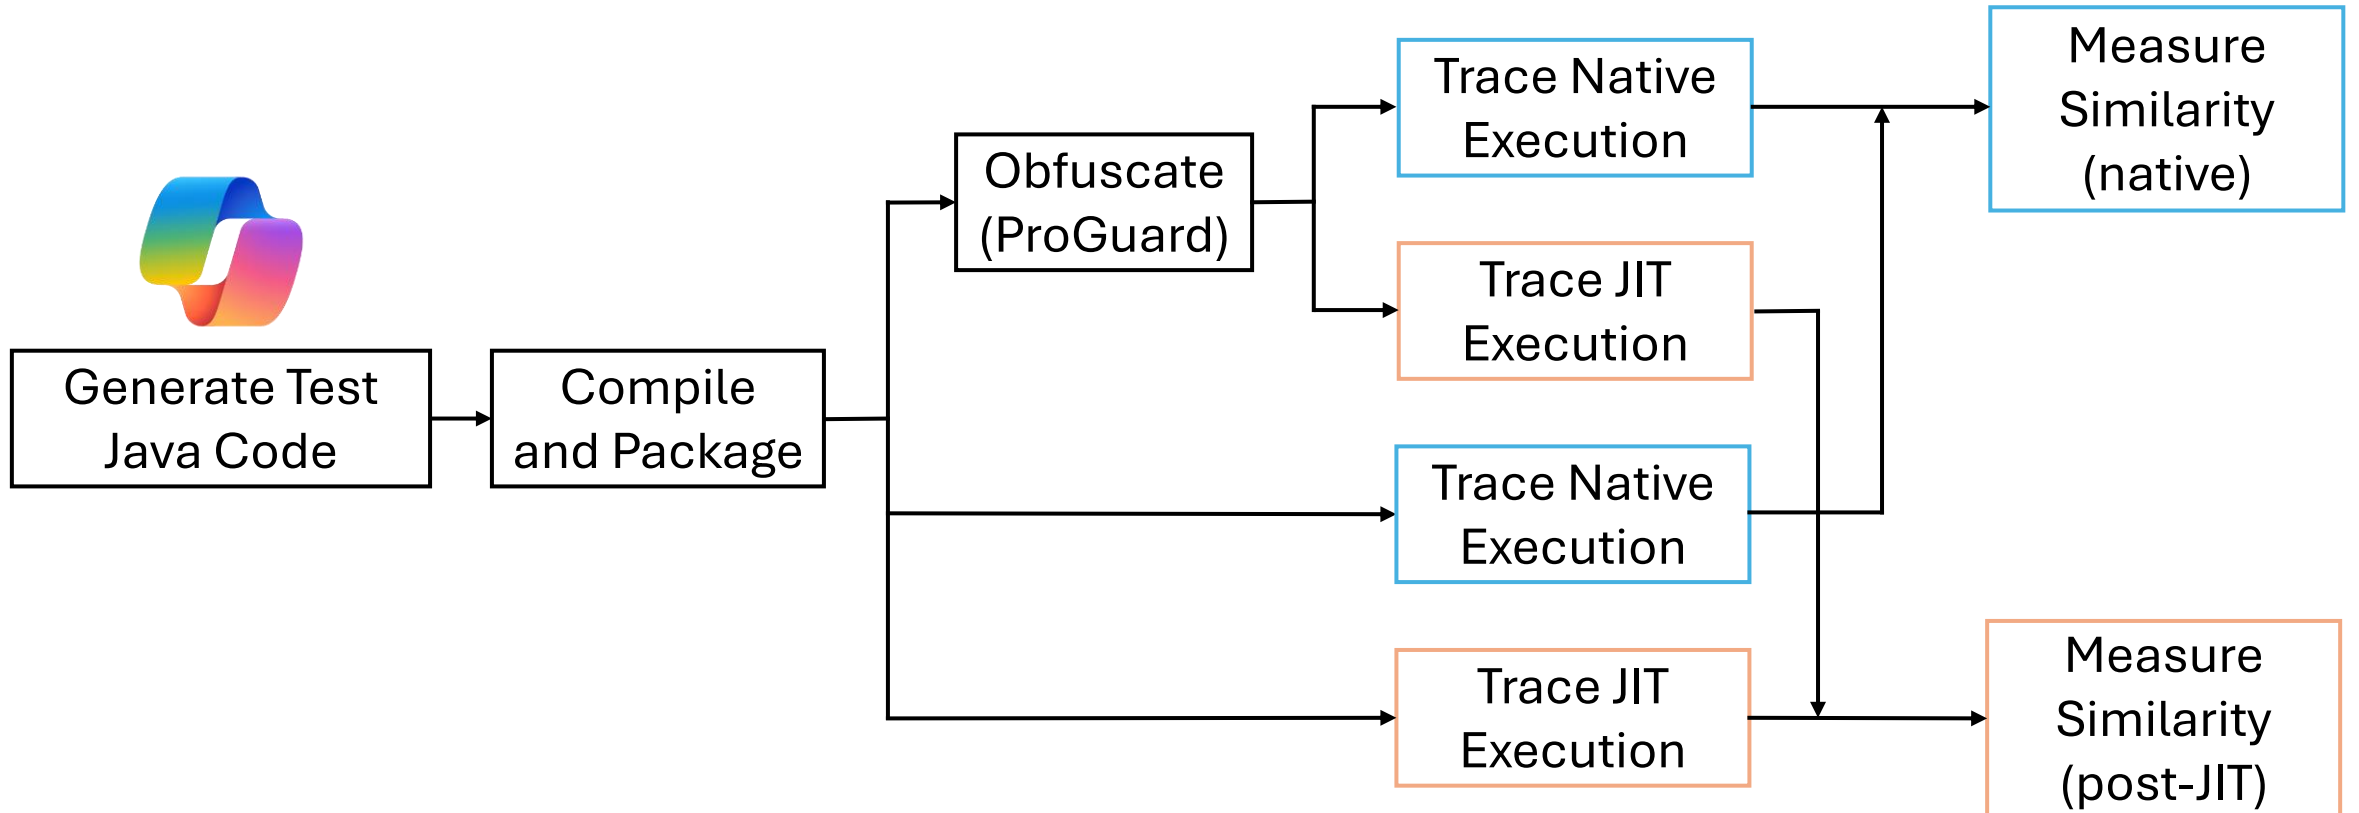 Generate Test
Java Code
Compile
and Package
Obfuscate
(ProGuard)
Trace Native
Execution
Trace JIT
Execution
Trace Native
Execution
Trace JIT
Execution
Measure
Similarity
(native)
Measure
Similarity
(post-JIT)